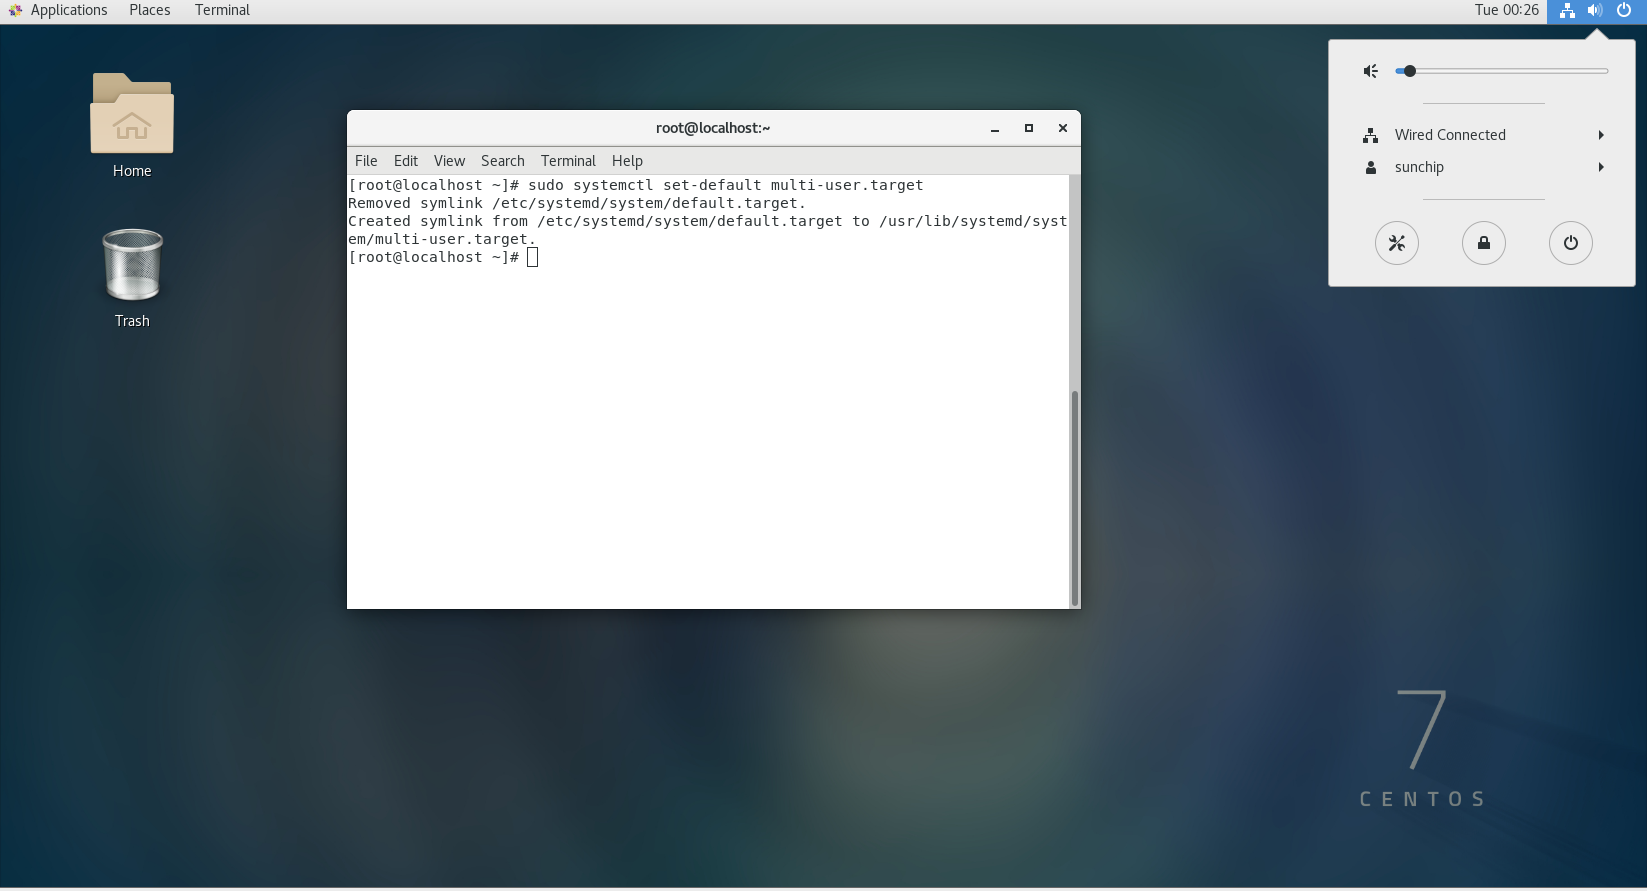 Applications Places Terminal Tue 00:26
Home
Trash
root@localhost:~
File Edit View Search Terminal Help
[root@localhost ~]# sudo systemctl set-default multi-user.target
Removed symlink /etc/systemd/system/default.target.
Created symlink from /etc/systemd/system/default.target to /usr/lib/systemd/syst
em/multi-user.target.
[root@localhost ~]#
Wired Connected
sunchip
7
CENTOS